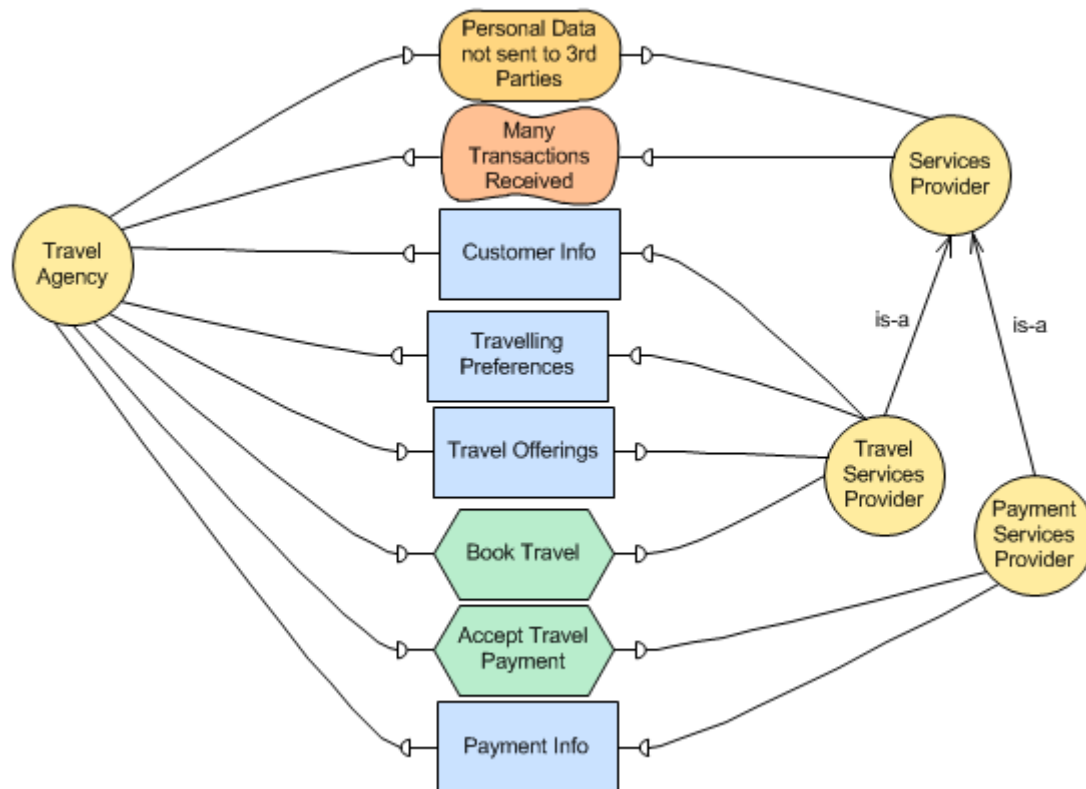 Personal Data
not sent to 3rd
Parties
Many
Transactions
Received
Services
Provider
Travel
Agency
Customer Info
is-a
is-a
Travelling
Preferences
Travel Offerings
Travel
Services
Provider
Payment
Services
Provider
Book Travel
Accept Travel
Payment
Payment Info